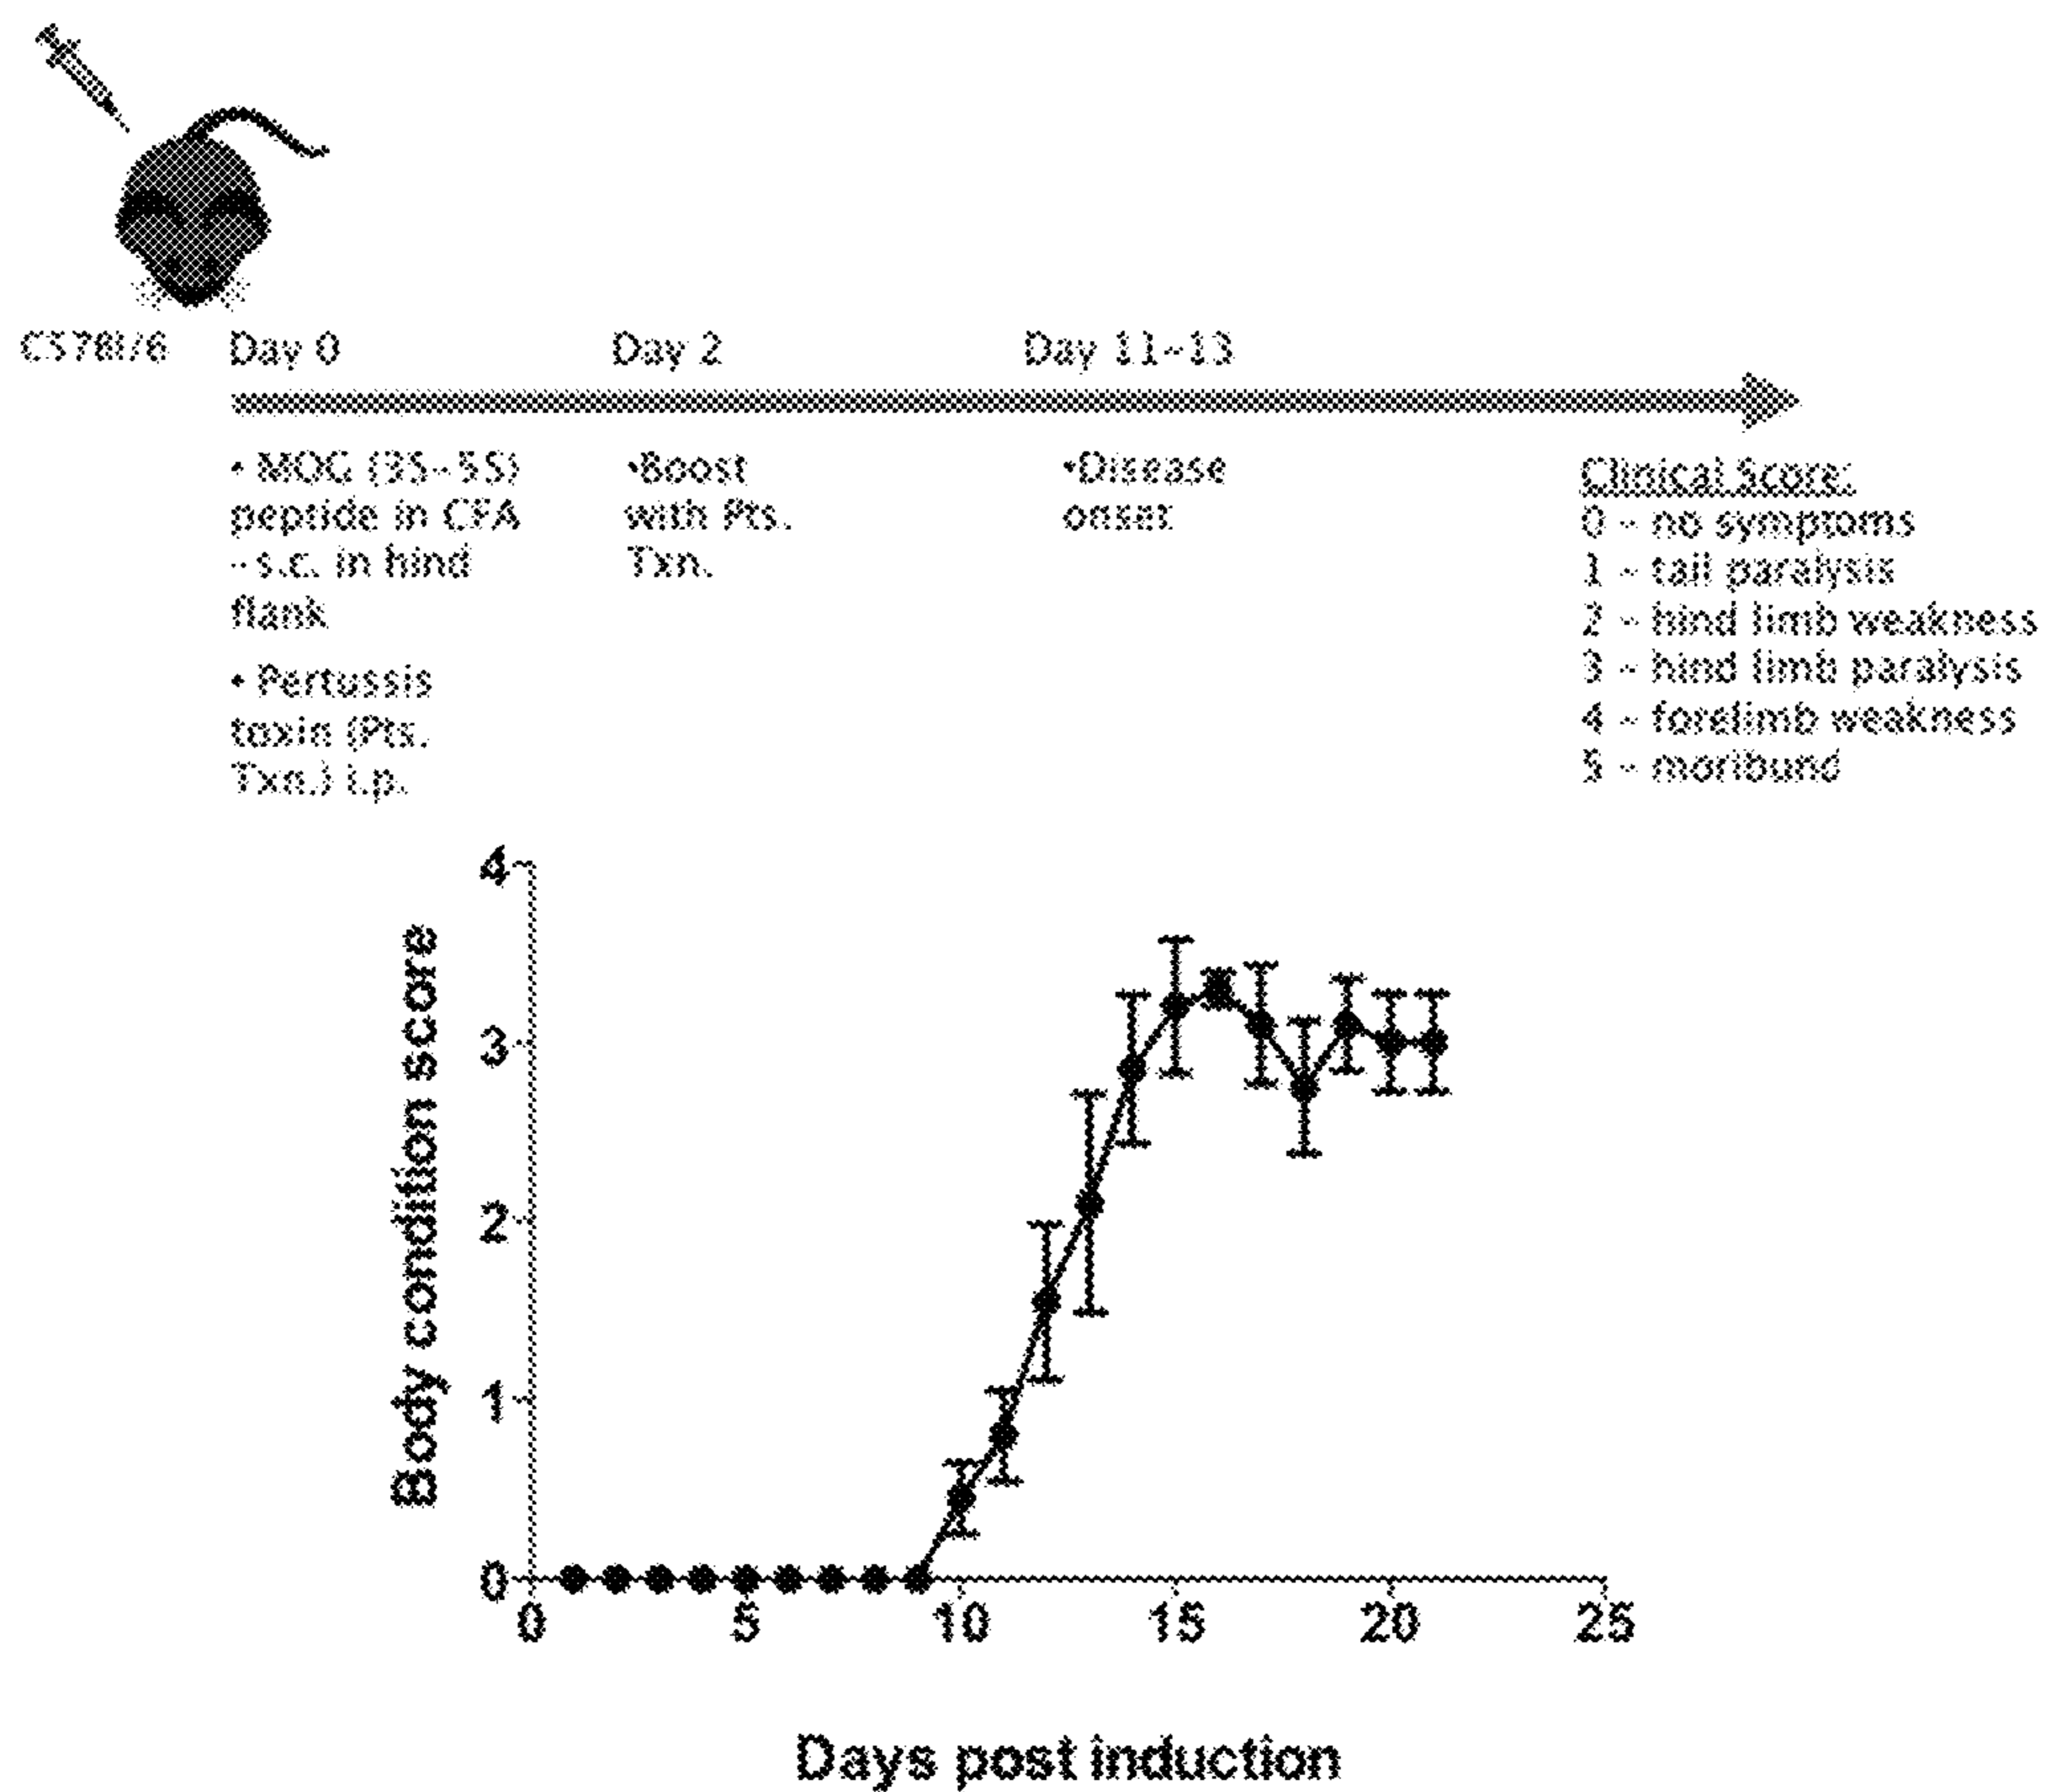 C57Bl/6 Day 0 Day 2 Day 11-13
• MOG (35-55)
peptide in CFA
- s.c. in hind
flank
• Pertussis
toxin (Pts.
Txn.) i.p.
•Boost
with Pts.
Txn.
•Disease
onset
Clinical Score:
0 - no symptoms
1 - tail paralysis
2 - hind limb weakness
3 - hind limb paralysis
4 - forelimb weakness
5 - moribund
Body condition score
4
3
2
1
0
0 5 10 15 20 25
Days post induction